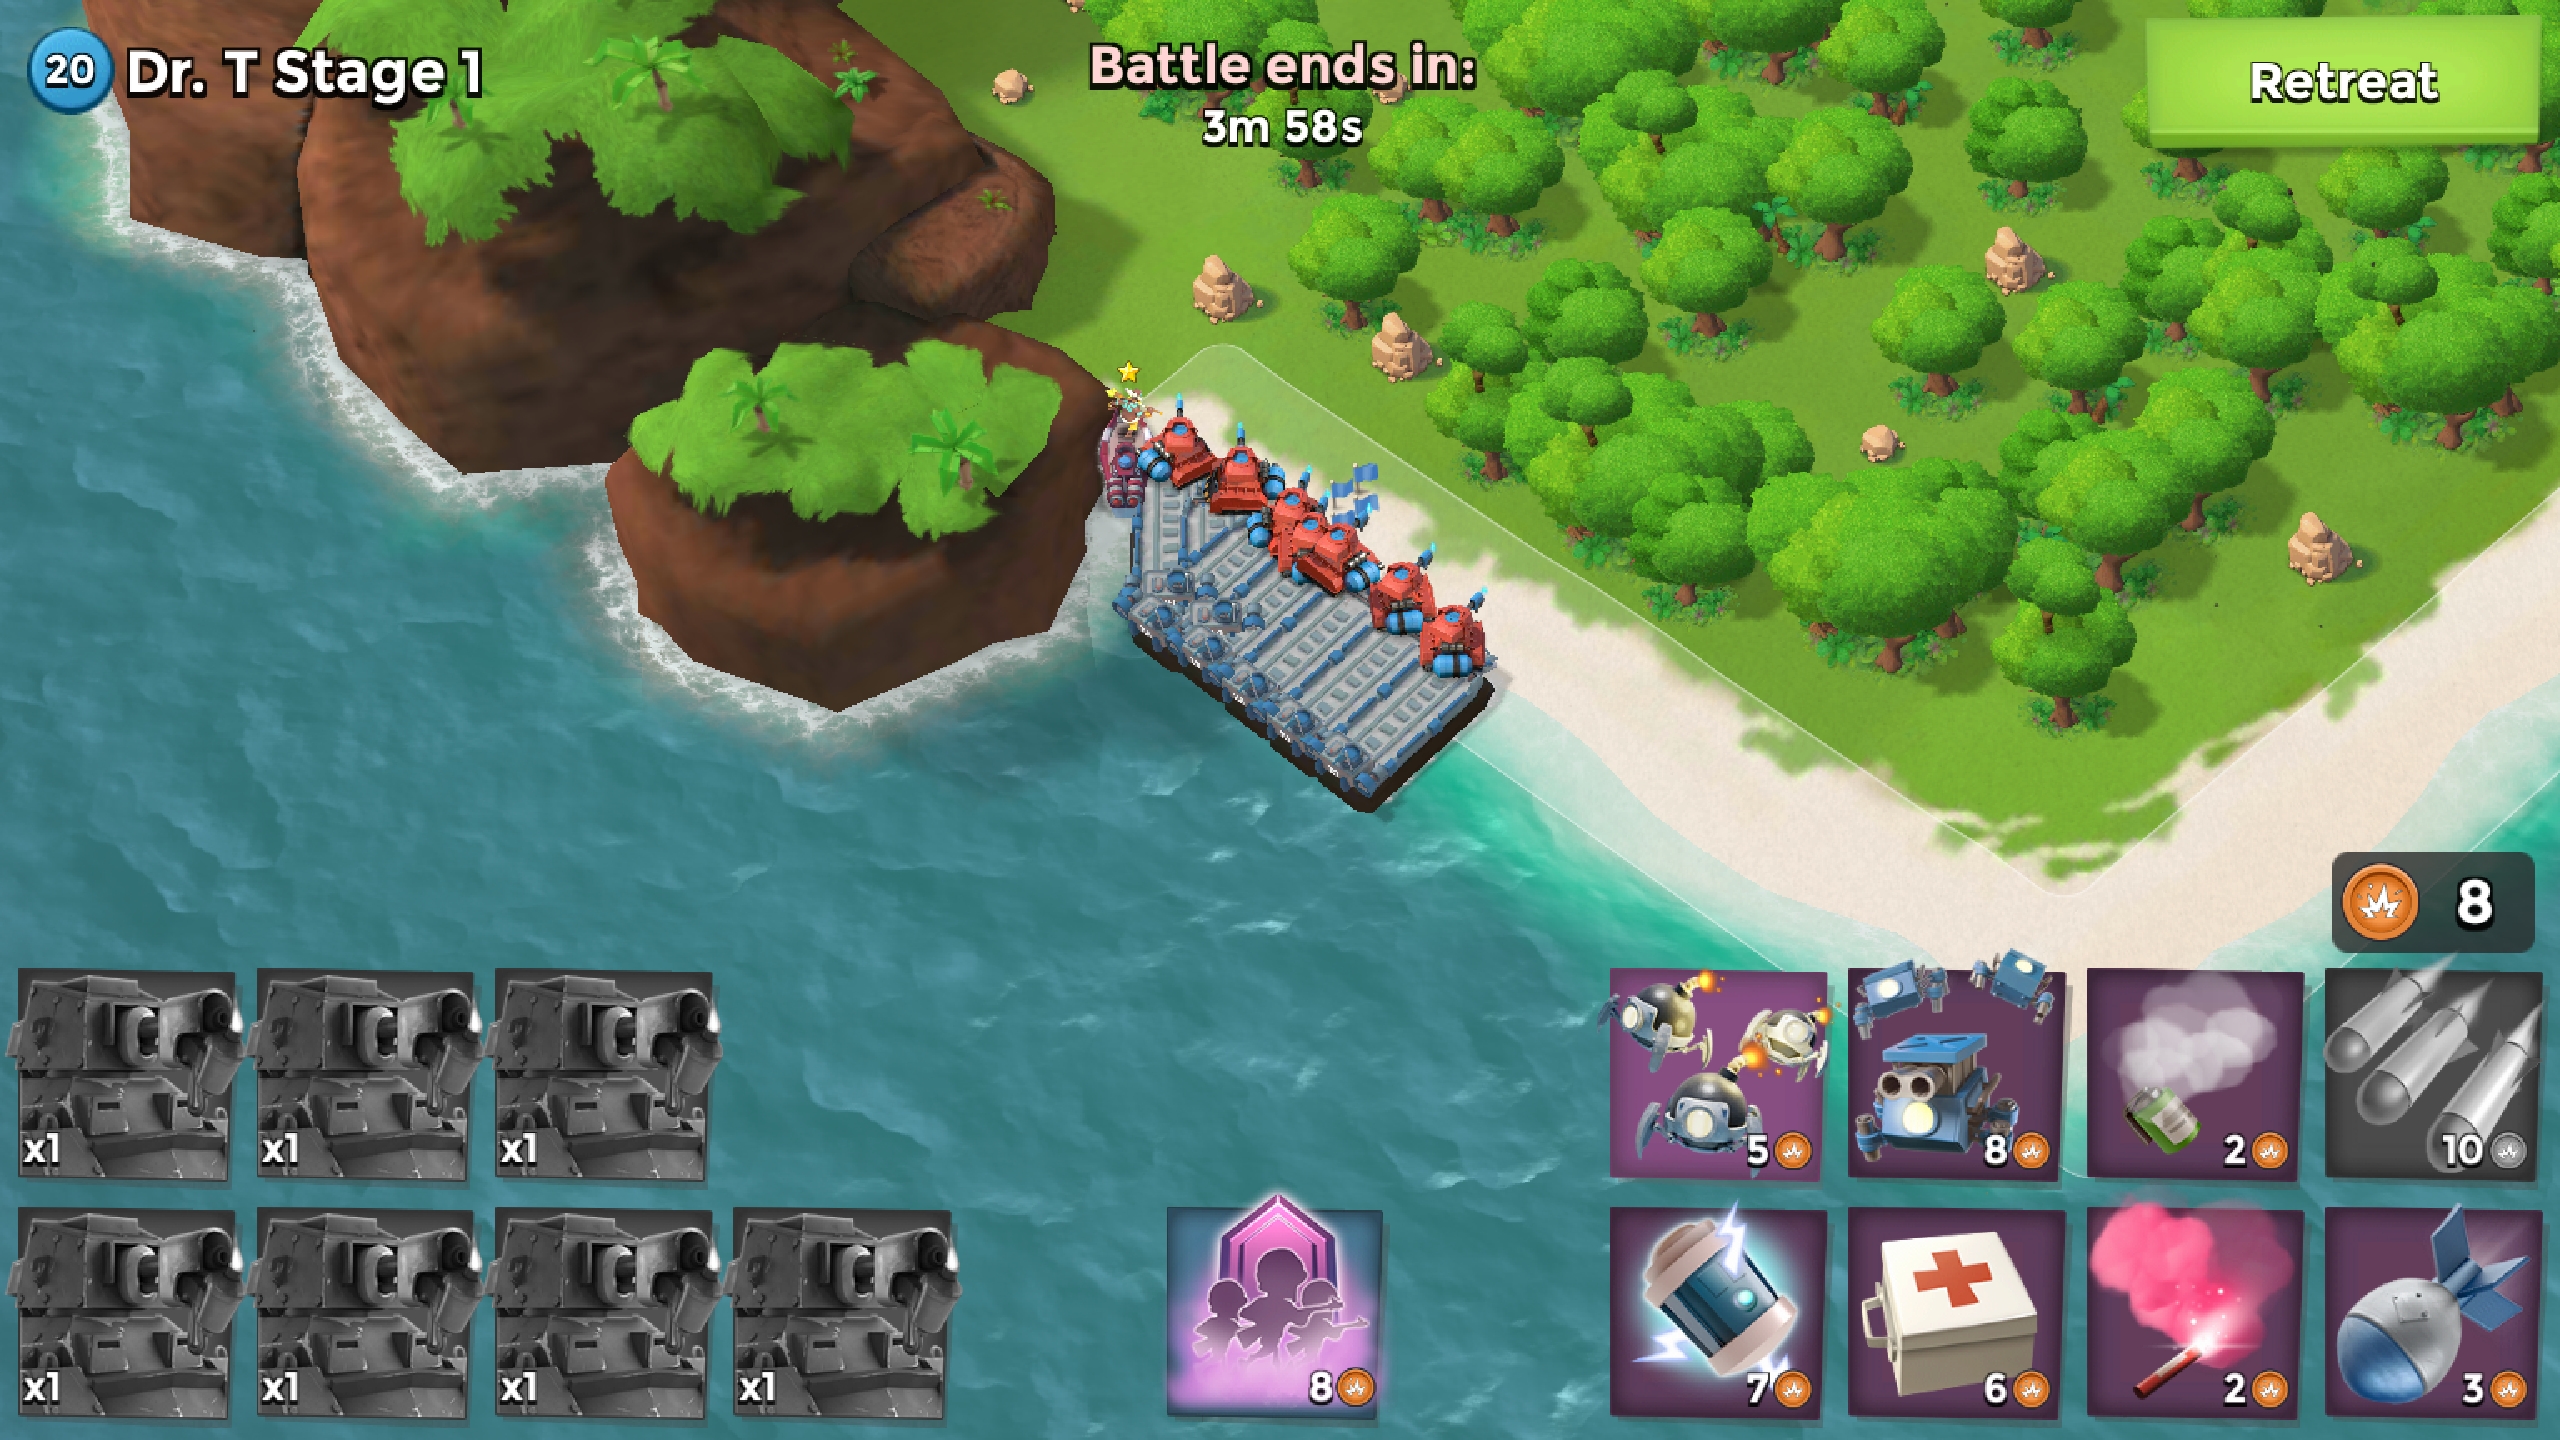 20 Dr. T Stage 1
Battle ends in:
3m 58s
Retreat
8
x1 x1 x1
5 8 2 10
x1 x1 x1 x1
8
7 6 2 3